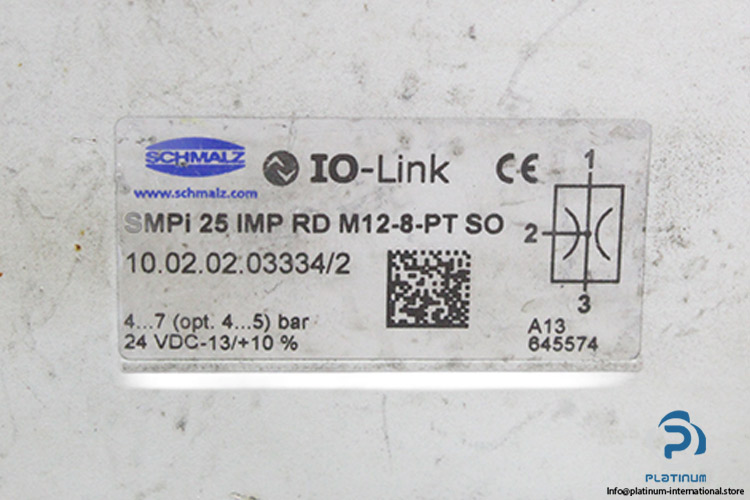 SCHMALZ
IO-Link
CE
www.schmalz.com
SMPi 25 IMP RD M12-8-PT SO
10.02.02.03334/2
4...7 (opt. 4...5) bar
24 VDC-13/+10 %
1
2
3
A13
645574
PLATINUM
Info@platinum-international.store